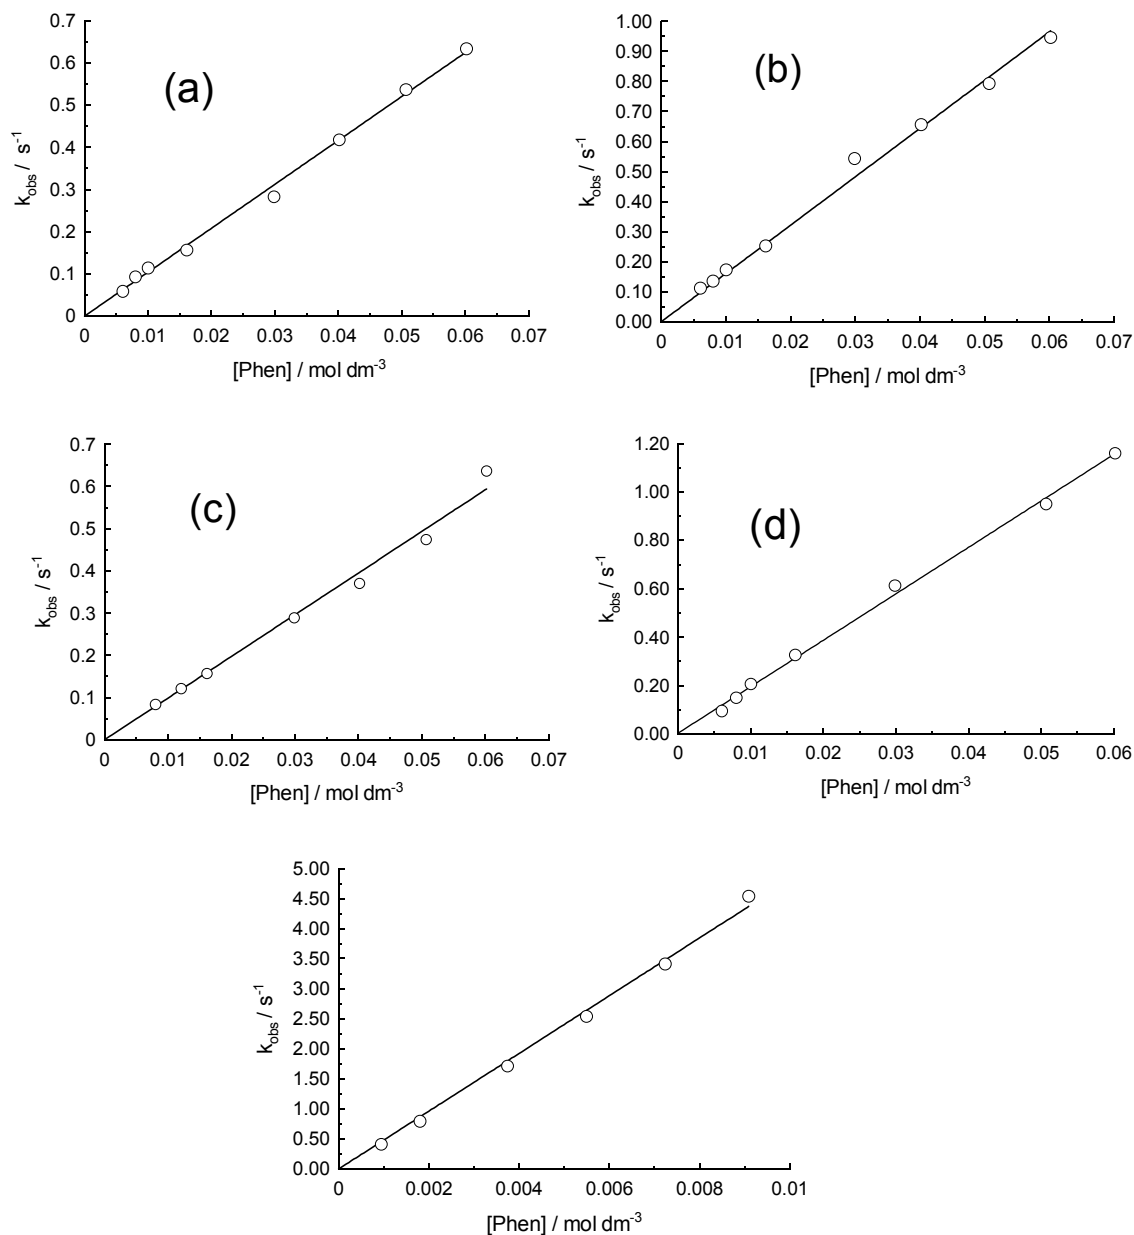 (a)
k_obs / s⁻¹
0.7
0.6
0.5
0.4
0.3
0.2
0.1
0
0 0.01 0.02 0.03 0.04 0.05 0.06 0.07
[Phen] / mol dm⁻³
(b)
k_obs / s⁻¹
1.00
0.90
0.80
0.70
0.60
0.50
0.40
0.30
0.20
0.10
0.00
0 0.01 0.02 0.03 0.04 0.05 0.06 0.07
[Phen] / mol dm⁻³
(c)
k_obs / s⁻¹
0.7
0.6
0.5
0.4
0.3
0.2
0.1
0
0 0.01 0.02 0.03 0.04 0.05 0.06 0.07
[Phen] / mol dm⁻³
(d)
k_obs / s⁻¹
1.20
1.00
0.80
0.60
0.40
0.20
0.00
0 0.01 0.02 0.03 0.04 0.05 0.06
[Phen] / mol dm⁻³
k_obs / s⁻¹
5.00
4.50
4.00
3.50
3.00
2.50
2.00
1.50
1.00
0.50
0.00
0 0.002 0.004 0.006 0.008 0.01
[Phen] / mol dm⁻³